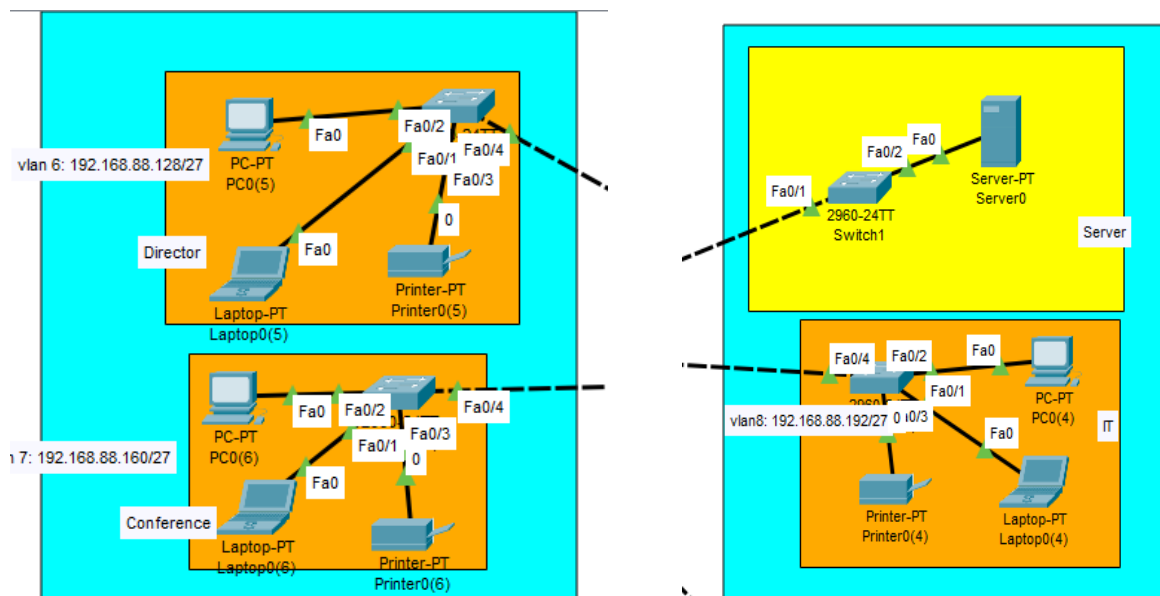 Fa0/2
Fa0
24TT
Fa0/1
Fa0/4
vlan 6: 192.168.88.128/27
PC-PT
PC0(5)
Fa0/3
0
Fa0
Director
Printer-PT
Printer0(5)
Laptop-PT
Laptop0(5)
Fa0
Fa0/2
Fa0/4
PC-PT
PC0(6)
Fa0/1
Fa0/3
7: 192.168.88.160/27
0
Fa0
Conference
Laptop-PT
Laptop0(6)
Printer-PT
Printer0(6)
Fa0
Fa0/2
Fa0/1
Server-PT
Server0
2960-24TT
Switch1
Server
Fa0/4
Fa0/2
Fa0
Fa0/1
PC-PT
PC0(4)
vlan8: 192.168.88.192/27
0
IT
Fa0
Printer-PT
Printer0(4)
Laptop-PT
Laptop0(4)